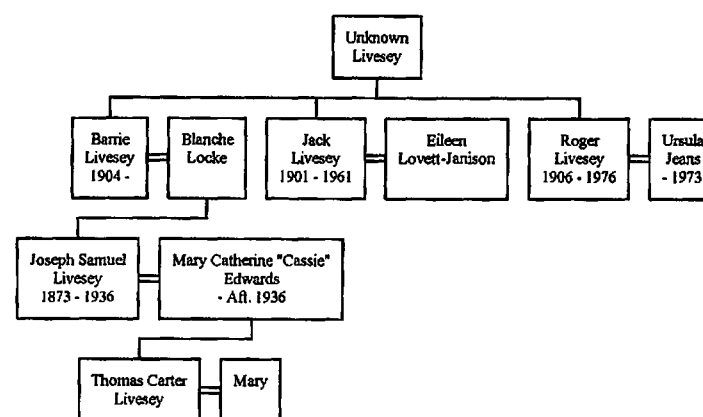 Unknown
Livesey
Barrie
Livesey
1904 -
Blanche
Locke
Jack
Livesey
1901 - 1961
Eileen
Lovett-Janison
Roger
Livesey
1906 - 1976
Ursula
Jeans
- 1973
Joseph Samuel
Livesey
1873 - 1936
Mary Catherine "Cassie"
Edwards
- Aft. 1936
Thomas Carter
Livesey
Mary